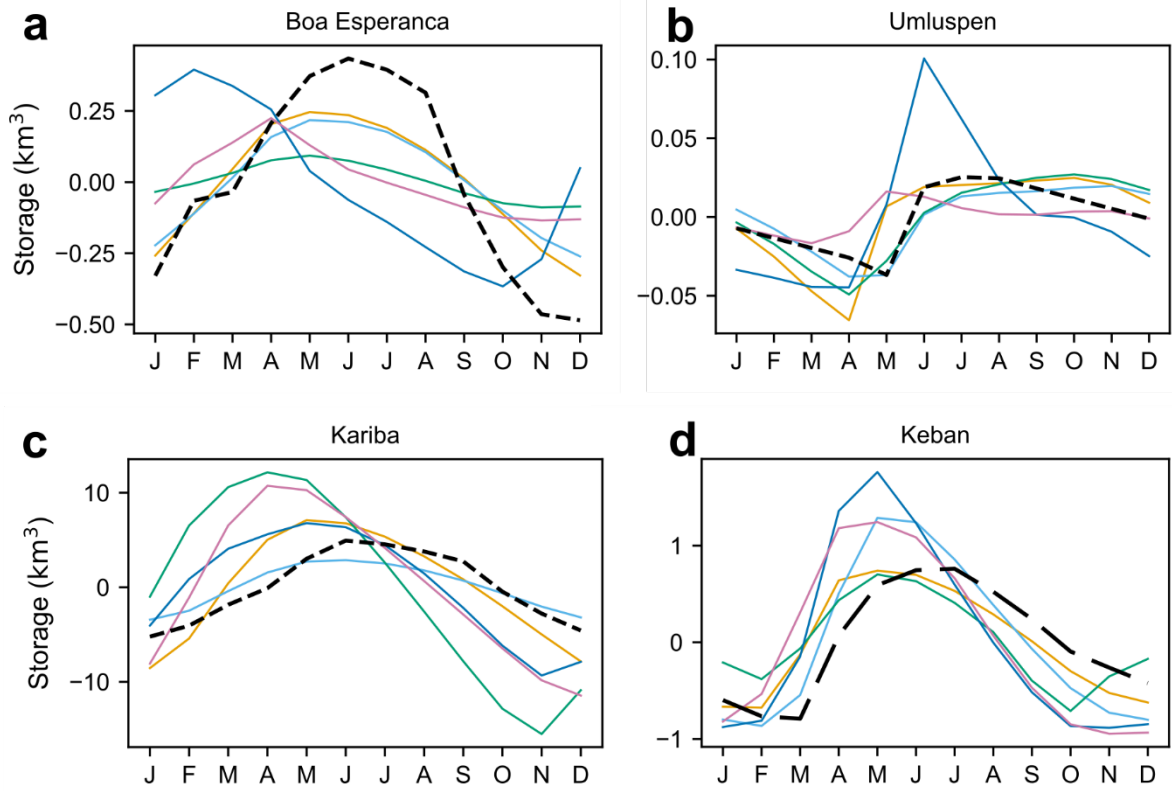 a
Boa Esperanca
Storage (km³)
0.25
0.00
−0.25
−0.50
J F M A M J J A S O N D
b
Umluspen
0.10
0.05
0.00
−0.05
J F M A M J J A S O N D
c
Kariba
Storage (km³)
10
0
−10
J F M A M J J A S O N D
d
Keban
1
0
−1
J F M A M J J A S O N D